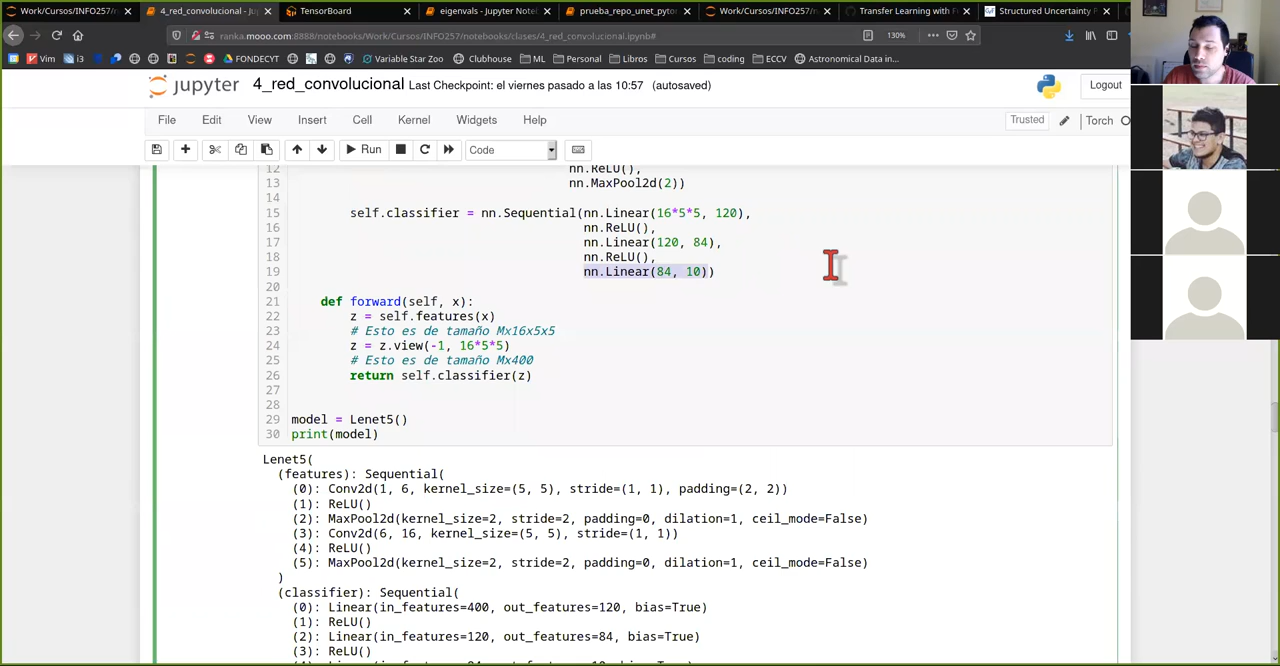 Work/Cursos/INFO257/n
4_red_convolucional - Ju
TensorBoard
eigenvals - Jupyter Note
prueba_repo_unet_pytor
Work/Cursos/INFO257/n
Transfer Learning with F
Structured Uncertainty P
ranka.mooo.com:8888/notebooks/Work/Cursos/INFO257/notebooks/clases/4_red_convolucional.ipynb#
130%
Vim
i3
FONDECYT
Variable Star Zoo
Clubhouse
ML
Personal
Libros
Cursos
coding
ECCV
Astronomical Data in...
jupyter 4_red_convolucional Last Checkpoint: el viernes pasado a las 10:57 (autosaved)
Logout
File Edit View Insert Cell Kernel Widgets Help
Trusted
Torch
Run
Code
12 nn.ReLU(),
13 nn.MaxPool2d(2))
14
15 self.classifier = nn.Sequential(nn.Linear(16*5*5, 120),
16 nn.ReLU(),
17 nn.Linear(120, 84),
18 nn.ReLU(),
19 nn.Linear(84, 10))
20
21 def forward(self, x):
22 z = self.features(x)
23 # Esto es de tamaño Mx16x5x5
24 z = z.view(-1, 16*5*5)
25 # Esto es de tamaño Mx400
26 return self.classifier(z)
27
28
29 model = Lenet5()
30 print(model)
Lenet5(
(features): Sequential(
(0): Conv2d(1, 6, kernel_size=(5, 5), stride=(1, 1), padding=(2, 2))
(1): ReLU()
(2): MaxPool2d(kernel_size=2, stride=2, padding=0, dilation=1, ceil_mode=False)
(3): Conv2d(6, 16, kernel_size=(5, 5), stride=(1, 1))
(4): ReLU()
(5): MaxPool2d(kernel_size=2, stride=2, padding=0, dilation=1, ceil_mode=False)
)
(classifier): Sequential(
(0): Linear(in_features=400, out_features=120, bias=True)
(1): ReLU()
(2): Linear(in_features=120, out_features=84, bias=True)
(3): ReLU()